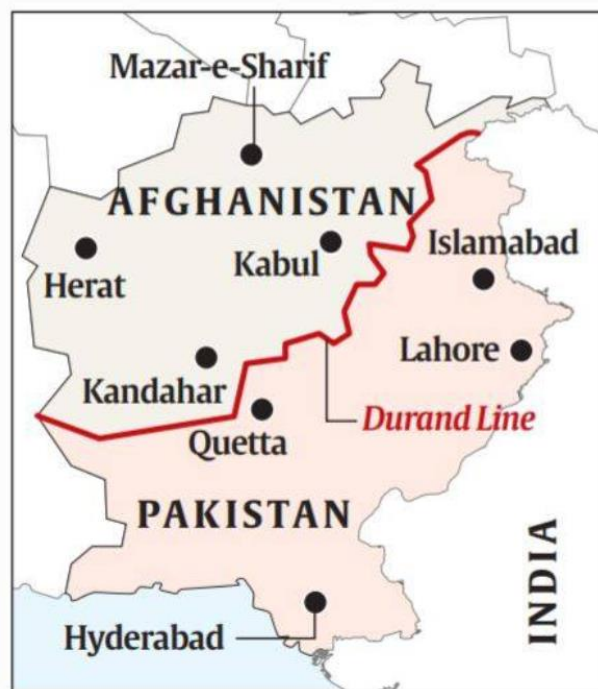 Mazar-e-Sharif
AFGHANISTAN
Islamabad
Kabul
Herat
Lahore
Kandahar
Durand Line
Quetta
PAKISTAN
INDIA
Hyderabad